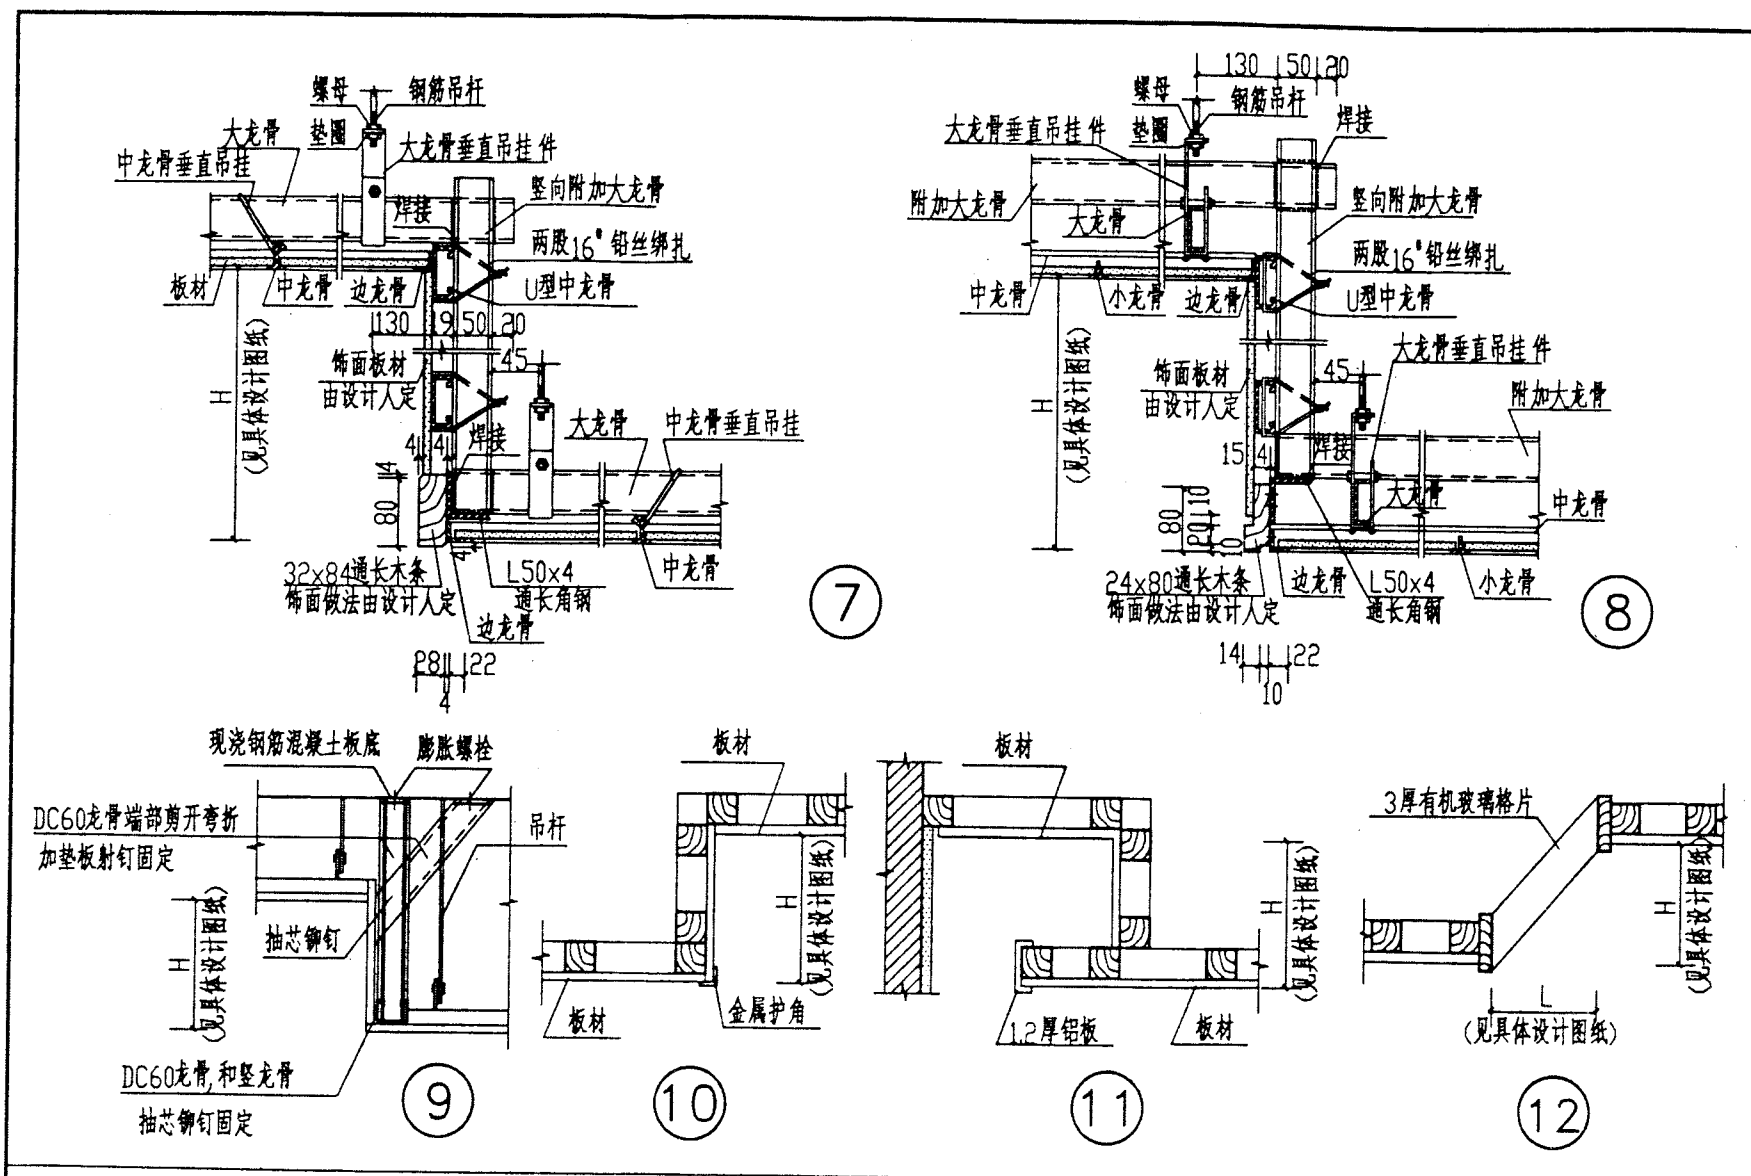 螺母
钢筋吊杆
大龙骨
垫圈
大龙骨垂直吊挂件
中龙骨垂直吊挂
焊接
竖向附加大龙骨
两股16#铅丝绑扎
板材
中龙骨
边龙骨
U型中龙骨
130
19
50
20
45
饰面板材
由设计人定
H
(见具体设计图纸)
大龙骨
中龙骨垂直吊挂
4
4
焊接
14
80
4
32x84通长木条
饰面做法由设计人定
L50x4
通长角钢
中龙骨
边龙骨
28
22
4
7
130
50
20
螺母
钢筋吊杆
焊接
大龙骨垂直吊挂件
垫圈
附加大龙骨
大龙骨
竖向附加大龙骨
两股16#铅丝绑扎
中龙骨
小龙骨
边龙骨
U型中龙骨
大龙骨垂直吊挂件
饰面板材
由设计人定
45
附加大龙骨
H
(见具体设计图纸)
15
4
焊接
大龙骨
中龙骨
80
20
10
10
24x80通长木条
饰面做法由设计人定
边龙骨
L50x4
通长角钢
小龙骨
14
22
10
8
现浇钢筋混凝土板底
膨胀螺栓
DC60龙骨端部剪开弯折
加垫板射钉固定
吊杆
抽芯铆钉
H
(见具体设计图纸)
DC60龙骨,和竖龙骨
抽芯铆钉固定
9
板材
H
(见具体设计图纸)
板材
金属护角
10
板材
H
(见具体设计图纸)
1.2厚铝板
板材
11
3厚有机玻璃格片
H
(见具体设计图纸)
L
(见具体设计图纸)
12